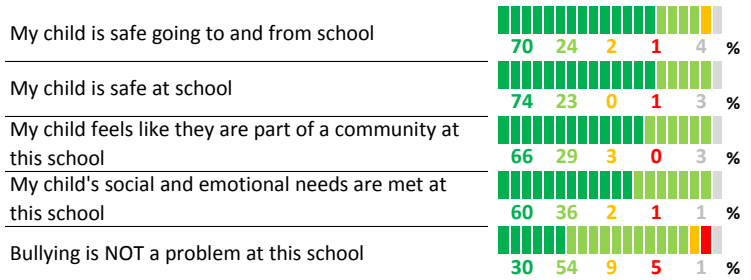 My child is safe going to and from school
70 24 2 1 4 %
My child is safe at school
74 23 0 1 3 %
My child feels like they are part of a community at
this school
66 29 3 0 3 %
My child's social and emotional needs are met at
this school
60 36 2 1 1 %
Bullying is NOT a problem at this school
30 54 9 5 1 %